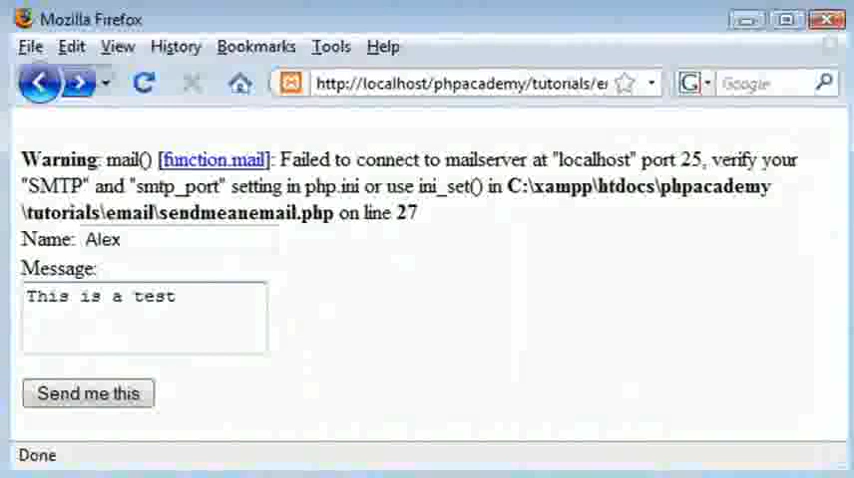 Mozilla Firefox
File Edit View History Bookmarks Tools Help
http://localhost/phpacademy/tutorials/e Google
Warning: mail() [function.mail]: Failed to connect to mailserver at "localhost" port 25, verify your
"SMTP" and "smtp_port" setting in php.ini or use ini_set() in C:\xampp\htdocs\phpacademy
\tutorials\email\sendmeanemail.php on line 27
Name: Alex
Message:
This is a test
Send me this
Done